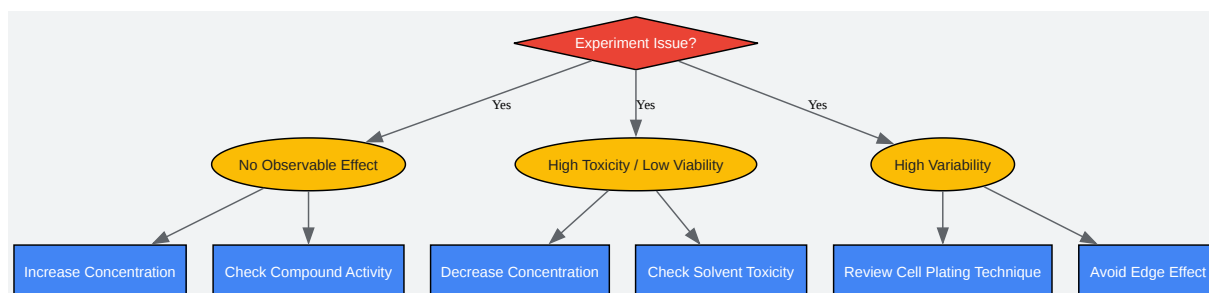 Experiment Issue?
Yes
Yes
Yes
No Observable Effect
High Toxicity / Low Viability
High Variability
Increase Concentration
Check Compound Activity
Decrease Concentration
Check Solvent Toxicity
Review Cell Plating Technique
Avoid Edge Effect